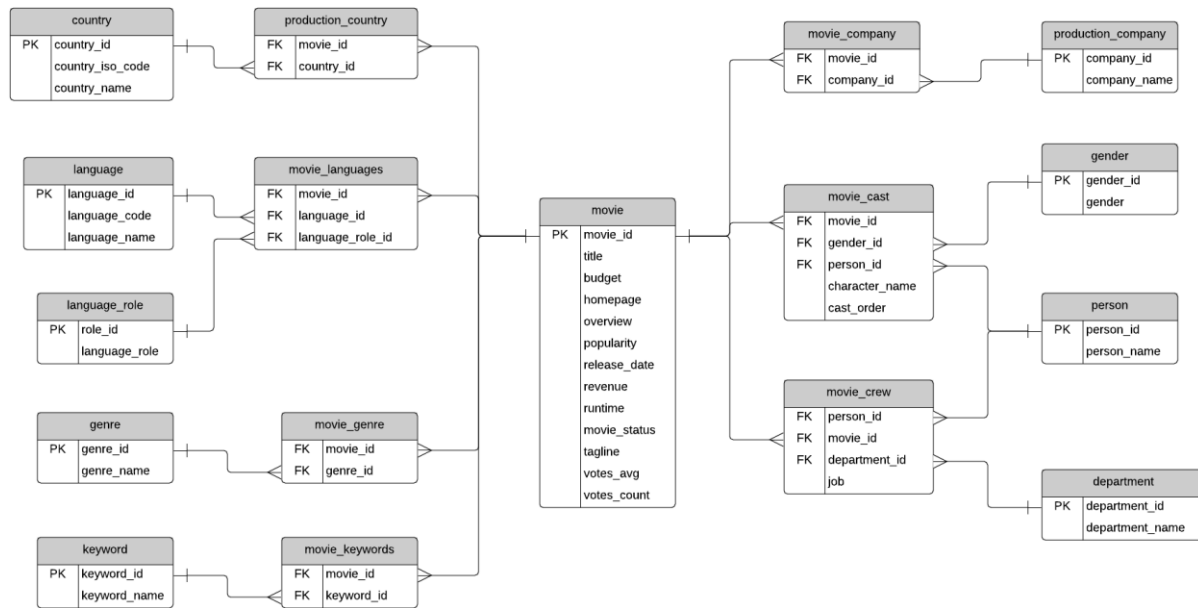 country
PK country_id
country_iso_code
country_name
production_country
FK movie_id
FK country_id
language
PK language_id
language_code
language_name
movie_languages
FK movie_id
FK language_id
FK language_role_id
language_role
PK role_id
language_role
genre
PK genre_id
genre_name
movie_genre
FK movie_id
FK genre_id
keyword
PK keyword_id
keyword_name
movie_keywords
FK movie_id
FK keyword_id
movie
PK movie_id
title
budget
homepage
overview
popularity
release_date
revenue
runtime
movie_status
tagline
votes_avg
votes_count
movie_company
FK movie_id
FK company_id
production_company
PK company_id
company_name
gender
PK gender_id
gender
movie_cast
FK movie_id
FK gender_id
FK person_id
character_name
cast_order
person
PK person_id
person_name
movie_crew
FK person_id
FK movie_id
FK department_id
job
department
PK department_id
department_name